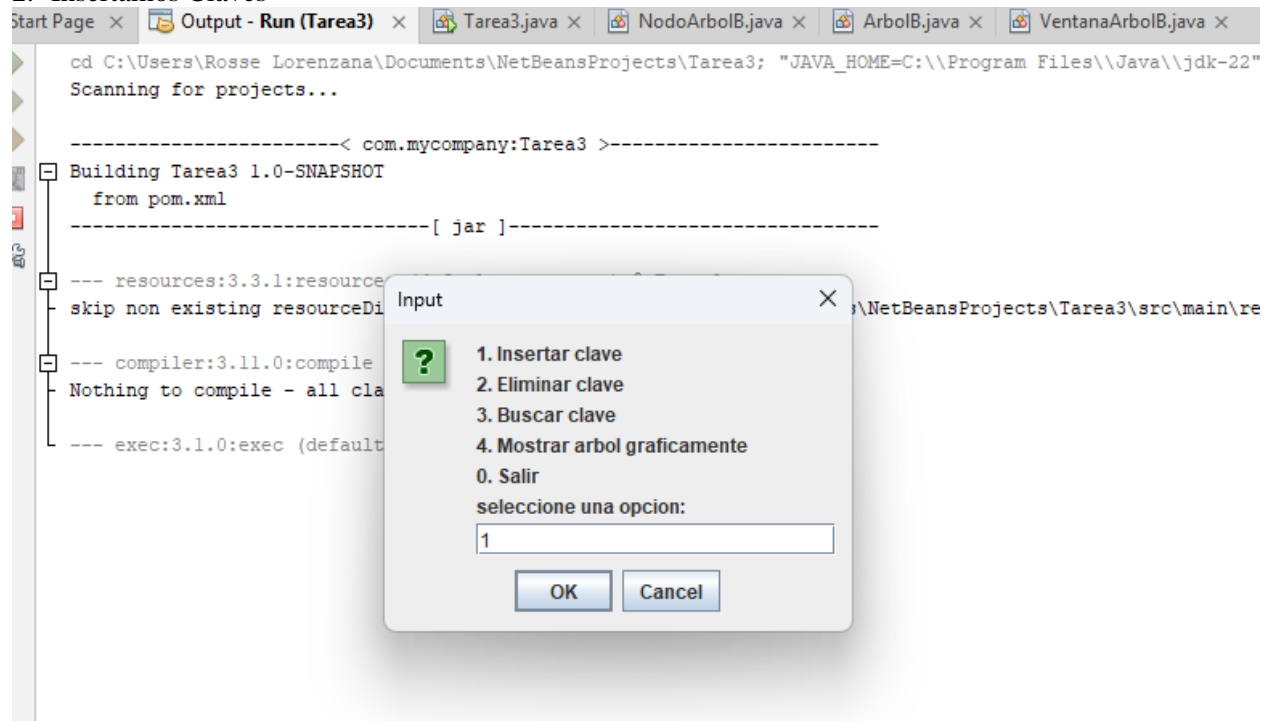 2. Insertamos Claves
Start Page × Output - Run (Tarea3) × Tarea3.java × NodoArbolB.java × ArbolB.java × VentanaArbolB.java ×
cd C:\Users\Rosse Lorenzana\Documents\NetBeansProjects\Tarea3; "JAVA_HOME=C:\\Program Files\\Java\\jdk-22"
Scanning for projects...
------------------------< com.mycompany:Tarea3 >------------------------
Building Tarea3 1.0-SNAPSHOT
from pom.xml
--------------------------------[ jar ]---------------------------------
--- resources:3.3.1:resource
skip non existing resourceDi \NetBeansProjects\Tarea3\src\main\re
--- compiler:3.11.0:compile
Nothing to compile - all cla
--- exec:3.1.0:exec (default
Input
1. Insertar clave
2. Eliminar clave
3. Buscar clave
4. Mostrar arbol graficamente
0. Salir
seleccione una opcion:
1
OK Cancel